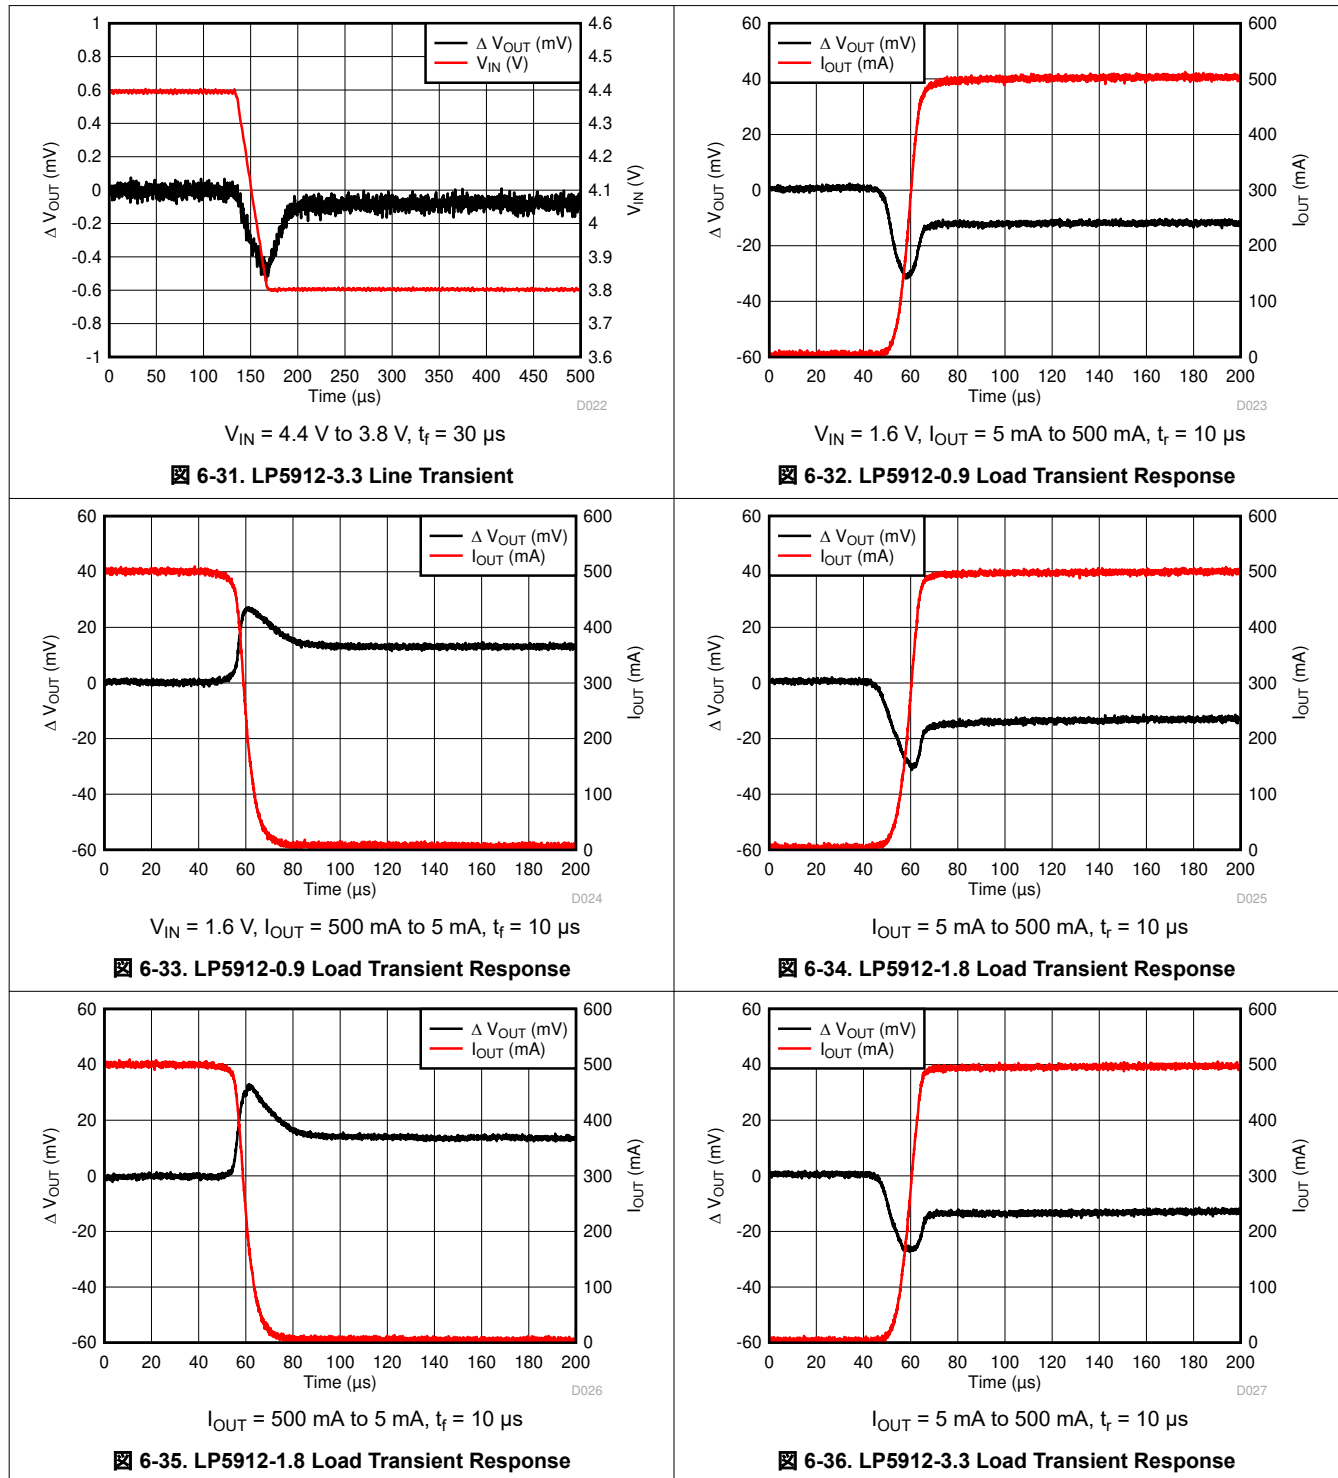 1
0.8
0.6
0.4
0.2
0
-0.2
-0.4
-0.6
-0.8
-1
Δ VOUT (mV)
4.6
4.5
4.4
4.3
4.2
4.1
4
3.9
3.8
3.7
3.6
VIN (V)
Δ VOUT (mV)
VIN (V)
0 50 100 150 200 250 300 350 400 450 500
Time (µs)
D022
VIN = 4.4 V to 3.8 V, tf = 30 µs
図 6-31. LP5912-3.3 Line Transient
60
40
20
0
-20
-40
-60
Δ VOUT (mV)
600
500
400
300
200
100
0
IOUT (mA)
Δ VOUT (mV)
IOUT (mA)
0 20 40 60 80 100 120 140 160 180 200
Time (µs)
D023
VIN = 1.6 V, IOUT = 5 mA to 500 mA, tr = 10 µs
図 6-32. LP5912-0.9 Load Transient Response
60
40
20
0
-20
-40
-60
Δ VOUT (mV)
600
500
400
300
200
100
0
IOUT (mA)
Δ VOUT (mV)
IOUT (mA)
0 20 40 60 80 100 120 140 160 180 200
Time (µs)
D024
VIN = 1.6 V, IOUT = 500 mA to 5 mA, tf = 10 µs
図 6-33. LP5912-0.9 Load Transient Response
60
40
20
0
-20
-40
-60
Δ VOUT (mV)
600
500
400
300
200
100
0
IOUT (mA)
Δ VOUT (mV)
IOUT (mA)
0 20 40 60 80 100 120 140 160 180 200
Time (µs)
D025
IOUT = 5 mA to 500 mA, tr = 10 µs
図 6-34. LP5912-1.8 Load Transient Response
60
40
20
0
-20
-40
-60
Δ VOUT (mV)
600
500
400
300
200
100
0
IOUT (mA)
Δ VOUT (mV)
IOUT (mA)
0 20 40 60 80 100 120 140 160 180 200
Time (µs)
D026
IOUT = 500 mA to 5 mA, tf = 10 µs
図 6-35. LP5912-1.8 Load Transient Response
60
40
20
0
-20
-40
-60
Δ VOUT (mV)
600
500
400
300
200
100
0
IOUT (mA)
Δ VOUT (mV)
IOUT (mA)
0 20 40 60 80 100 120 140 160 180 200
Time (µs)
D027
IOUT = 5 mA to 500 mA, tr = 10 µs
図 6-36. LP5912-3.3 Load Transient Response